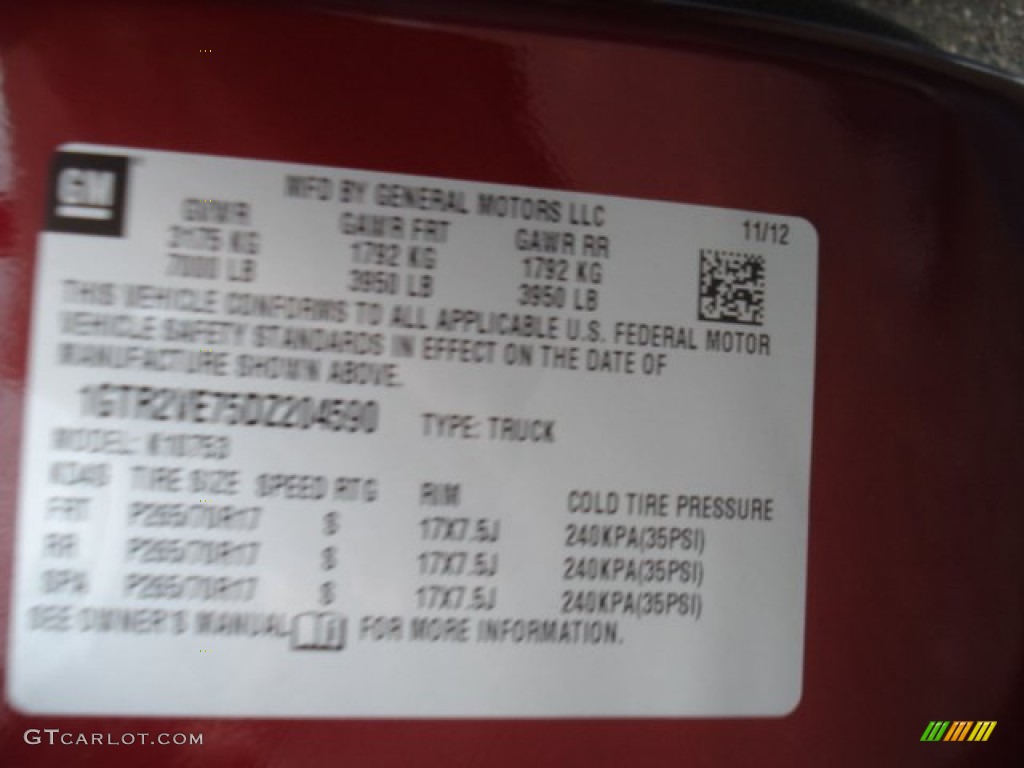 GM
MFD BY GENERAL MOTORS LLC
11/12
GVWR GAWR FRT GAWR RR
3175 KG 1792 KG 1792 KG
7000 LB 3950 LB 3950 LB
THIS VEHICLE CONFORMS TO ALL APPLICABLE U.S. FEDERAL MOTOR
VEHICLE SAFETY STANDARDS IN EFFECT ON THE DATE OF
MANUFACTURE SHOWN ABOVE.
1GTR2VE75DZ204590 TYPE: TRUCK
MODEL: K10753
TIRE SIZE SPEED RTG RIM COLD TIRE PRESSURE
FRT P265/70R17 S 17X7.5J 240KPA(35PSI)
RR P265/70R17 S 17X7.5J 240KPA(35PSI)
SPA P265/70R17 S 17X7.5J 240KPA(35PSI)
SEE OWNER'S MANUAL FOR MORE INFORMATION.
GTCARLOT.COM